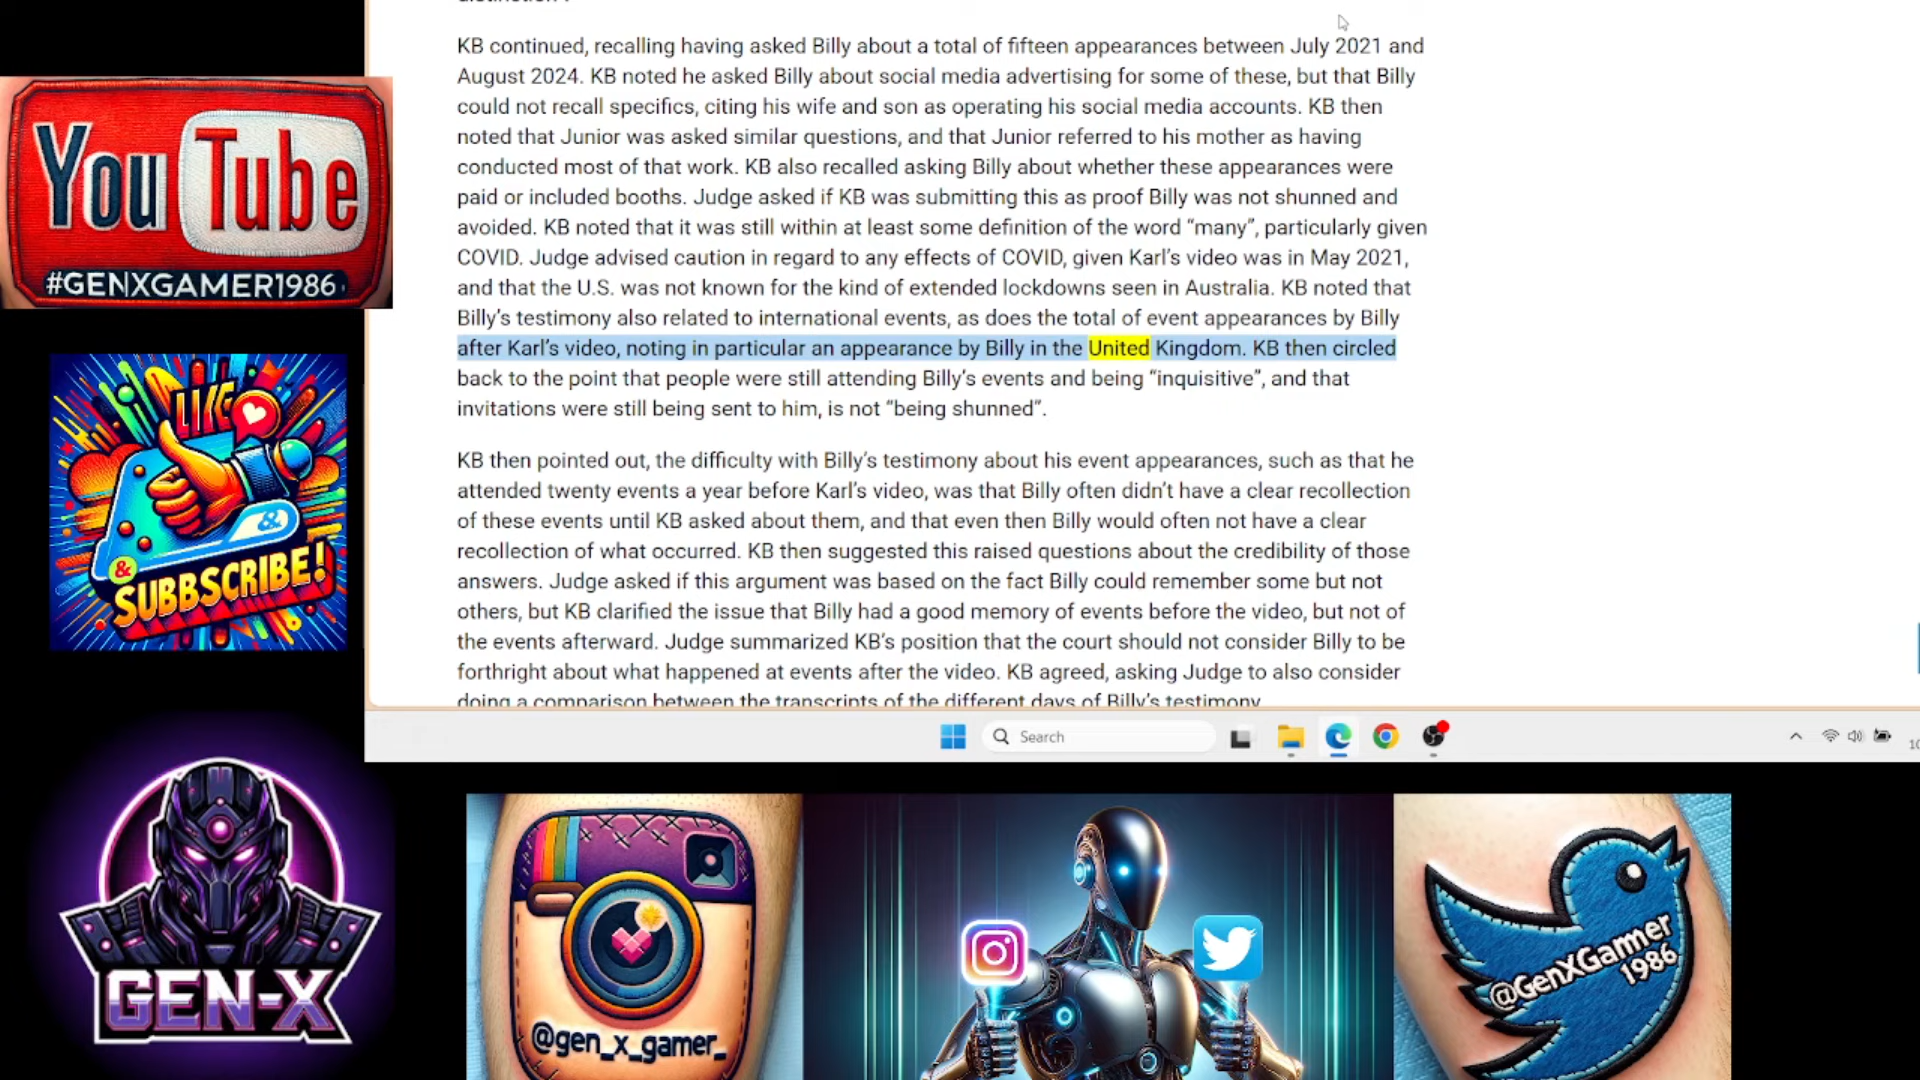 KB continued, recalling having asked Billy about a total of fifteen appearances between July 2021 and
August 2024. KB noted he asked Billy about social media advertising for some of these, but that Billy
could not recall specifics, citing his wife and son as operating his social media accounts. KB then
noted that Junior was asked similar questions, and that Junior referred to his mother as having
conducted most of that work. KB also recalled asking Billy about whether these appearances were
paid or included booths. Judge asked if KB was submitting this as proof Billy was not shunned and
avoided. KB noted that it was still within at least some definition of the word “many”, particularly given
COVID. Judge advised caution in regard to any effects of COVID, given Karl’s video was in May 2021,
and that the U.S. was not known for the kind of extended lockdowns seen in Australia. KB noted that
Billy’s testimony also related to international events, as does the total of event appearances by Billy
after Karl’s video, noting in particular an appearance by Billy in the United Kingdom. KB then circled
back to the point that people were still attending Billy’s events and being “inquisitive”, and that
invitations were still being sent to him, is not “being shunned”.
KB then pointed out, the difficulty with Billy’s testimony about his event appearances, such as that he
attended twenty events a year before Karl’s video, was that Billy often didn’t have a clear recollection
of these events until KB asked about them, and that even then Billy would often not have a clear
recollection of what occurred. KB then suggested this raised questions about the credibility of those
answers. Judge asked if this argument was based on the fact Billy could remember some but not
others, but KB clarified the issue that Billy had a good memory of events before the video, but not of
the events afterward. Judge summarized KB’s position that the court should not consider Billy to be
forthright about what happened at events after the video. KB agreed, asking Judge to also consider
doing a comparison between the transcripts of the different days of Billy’s testimony
Search
YouTube
#GENXGAMER1986
LIKE
&
& SUBBSCRIBE!
GEN-X
@gen_x_gamer_
@GenXGamer
1986